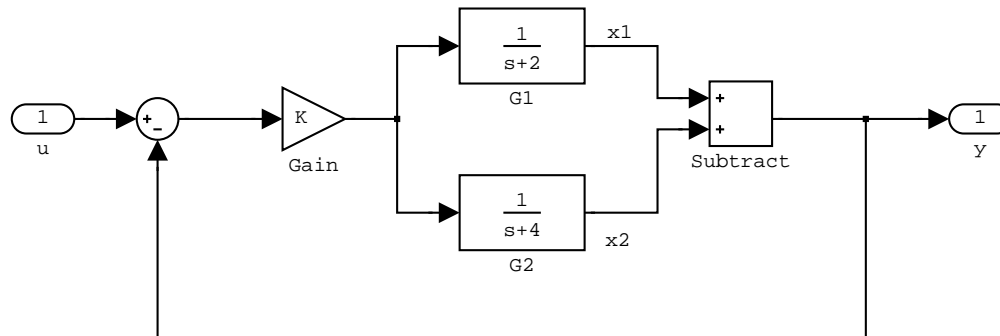 1
s+2
x1
G1
1
u
+
−
K
Gain
+
+
Subtract
1
y
1
s+4
x2
G2